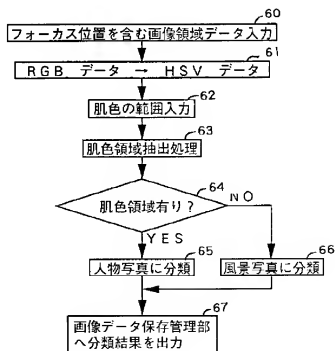 60
フォーカス位置を含む画像領域データ入力
61
RGB データ → HSV データ
62
肌色の範囲入力
63
肌色領域抽出処理
64
肌色領域有り?
NO
YES
65
人物写真に分類
66
風景写真に分類
67
画像データ保存管理部
へ分類結果を出力